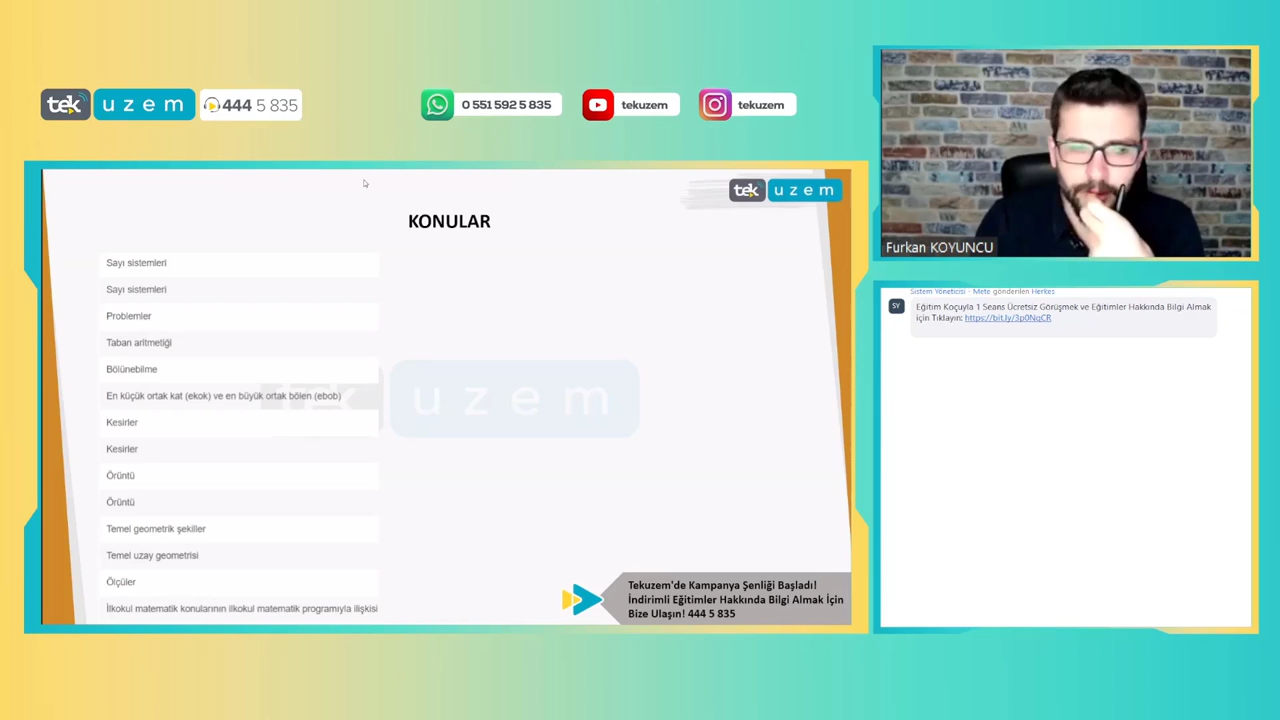 tek uzem 444 5 835
0 551 592 5 835
tekuzem
tekuzem
tek uzem
KONULAR
Sayı sistemleri
Sayı sistemleri
Problemler
Taban aritmetiği
Bölünebilme
En küçük ortak kat (ekok) ve en büyük ortak bölen (ebob)
Kesirler
Kesirler
Örüntü
Örüntü
Temel geometrik şekiller
Temel uzay geometrisi
Ölçüler
İlkokul matematik konularının ilkokul matematik programıyla ilişkisi
tek uzem
Tekuzem'de Kampanya Şenliği Başladı!
İndirimli Eğitimler Hakkında Bilgi Almak İçin
Bize Ulaşın! 444 5 835
Furkan KOYUNCU
Sistem Yöneticisi - Mete gönderilen Herkes
SY
Eğitim Koçuyla 1 Seans Ücretsiz Görüşmek ve Eğitimler Hakkında Bilgi Almak
için Tıklayın: https://bit.ly/3p0NqCR